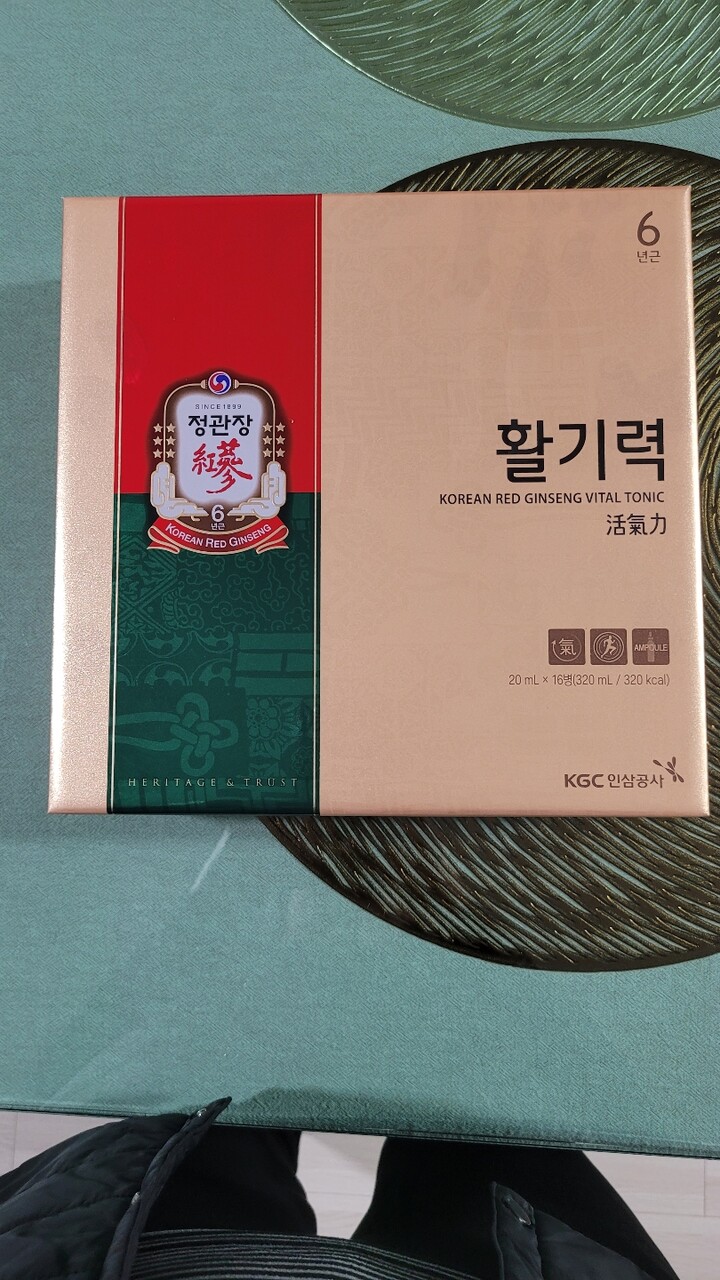 6
년근
SINCE 1899
정관장
紅蔘
6
년근
KOREAN RED GINSENG
활기력
KOREAN RED GINSENG VITAL TONIC
活氣力
氣
AMPOULE
20 mL × 16병(320 mL / 320 kcal)
HERITAGE & TRUST
KGC 인삼공사